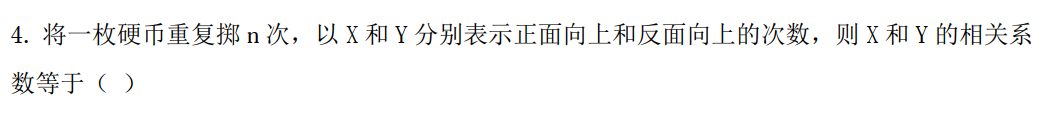 4. 将一枚硬币重复掷 n 次，以 X 和 Y 分别表示正面向上和反面向上的次数，则 X 和 Y 的相关系
数等于（ ）